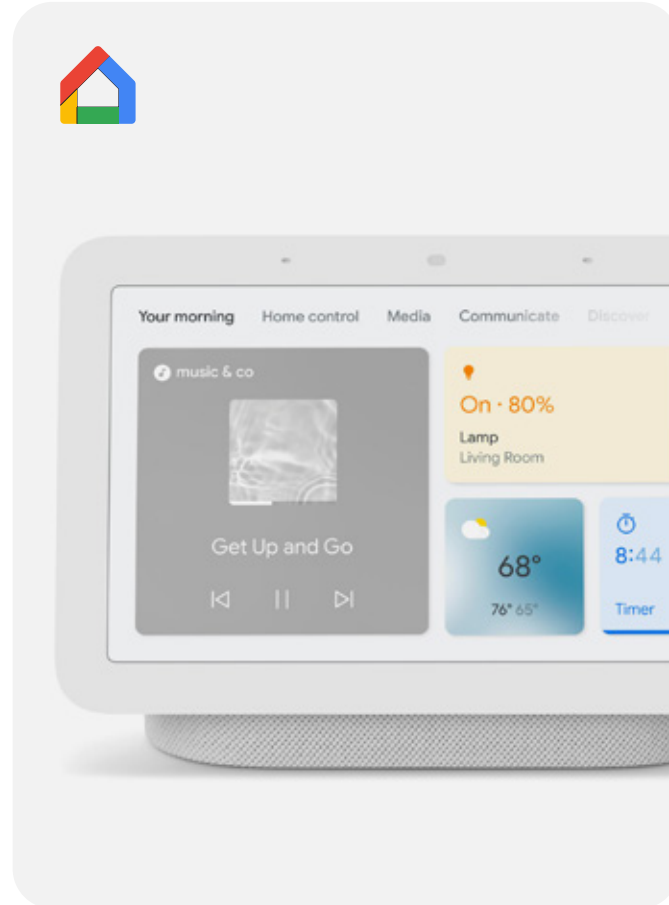 Your morning Home control Media Communicate Discover
music & co
Get Up and Go
On · 80%
Lamp
Living Room
68°
76° 65°
8:44
Timer